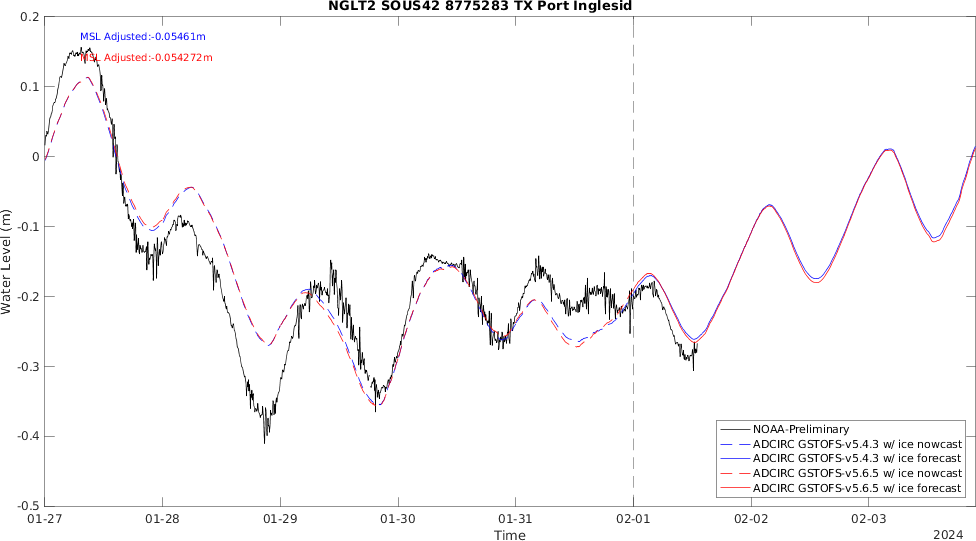 NGLT2 SOUS42 8775283 TX Port Inglesid
MSL Adjusted:-0.05461m
MSL Adjusted:-0.054272m
0.2
0.1
0
-0.1
-0.2
-0.3
-0.4
-0.5
Water Level (m)
01-27
01-28
01-29
01-30
01-31
02-01
02-02
02-03
Time
2024
NOAA-Preliminary
ADCIRC GSTOFS-v5.4.3 w/ ice nowcast
ADCIRC GSTOFS-v5.4.3 w/ ice forecast
ADCIRC GSTOFS-v5.6.5 w/ ice nowcast
ADCIRC GSTOFS-v5.6.5 w/ ice forecast